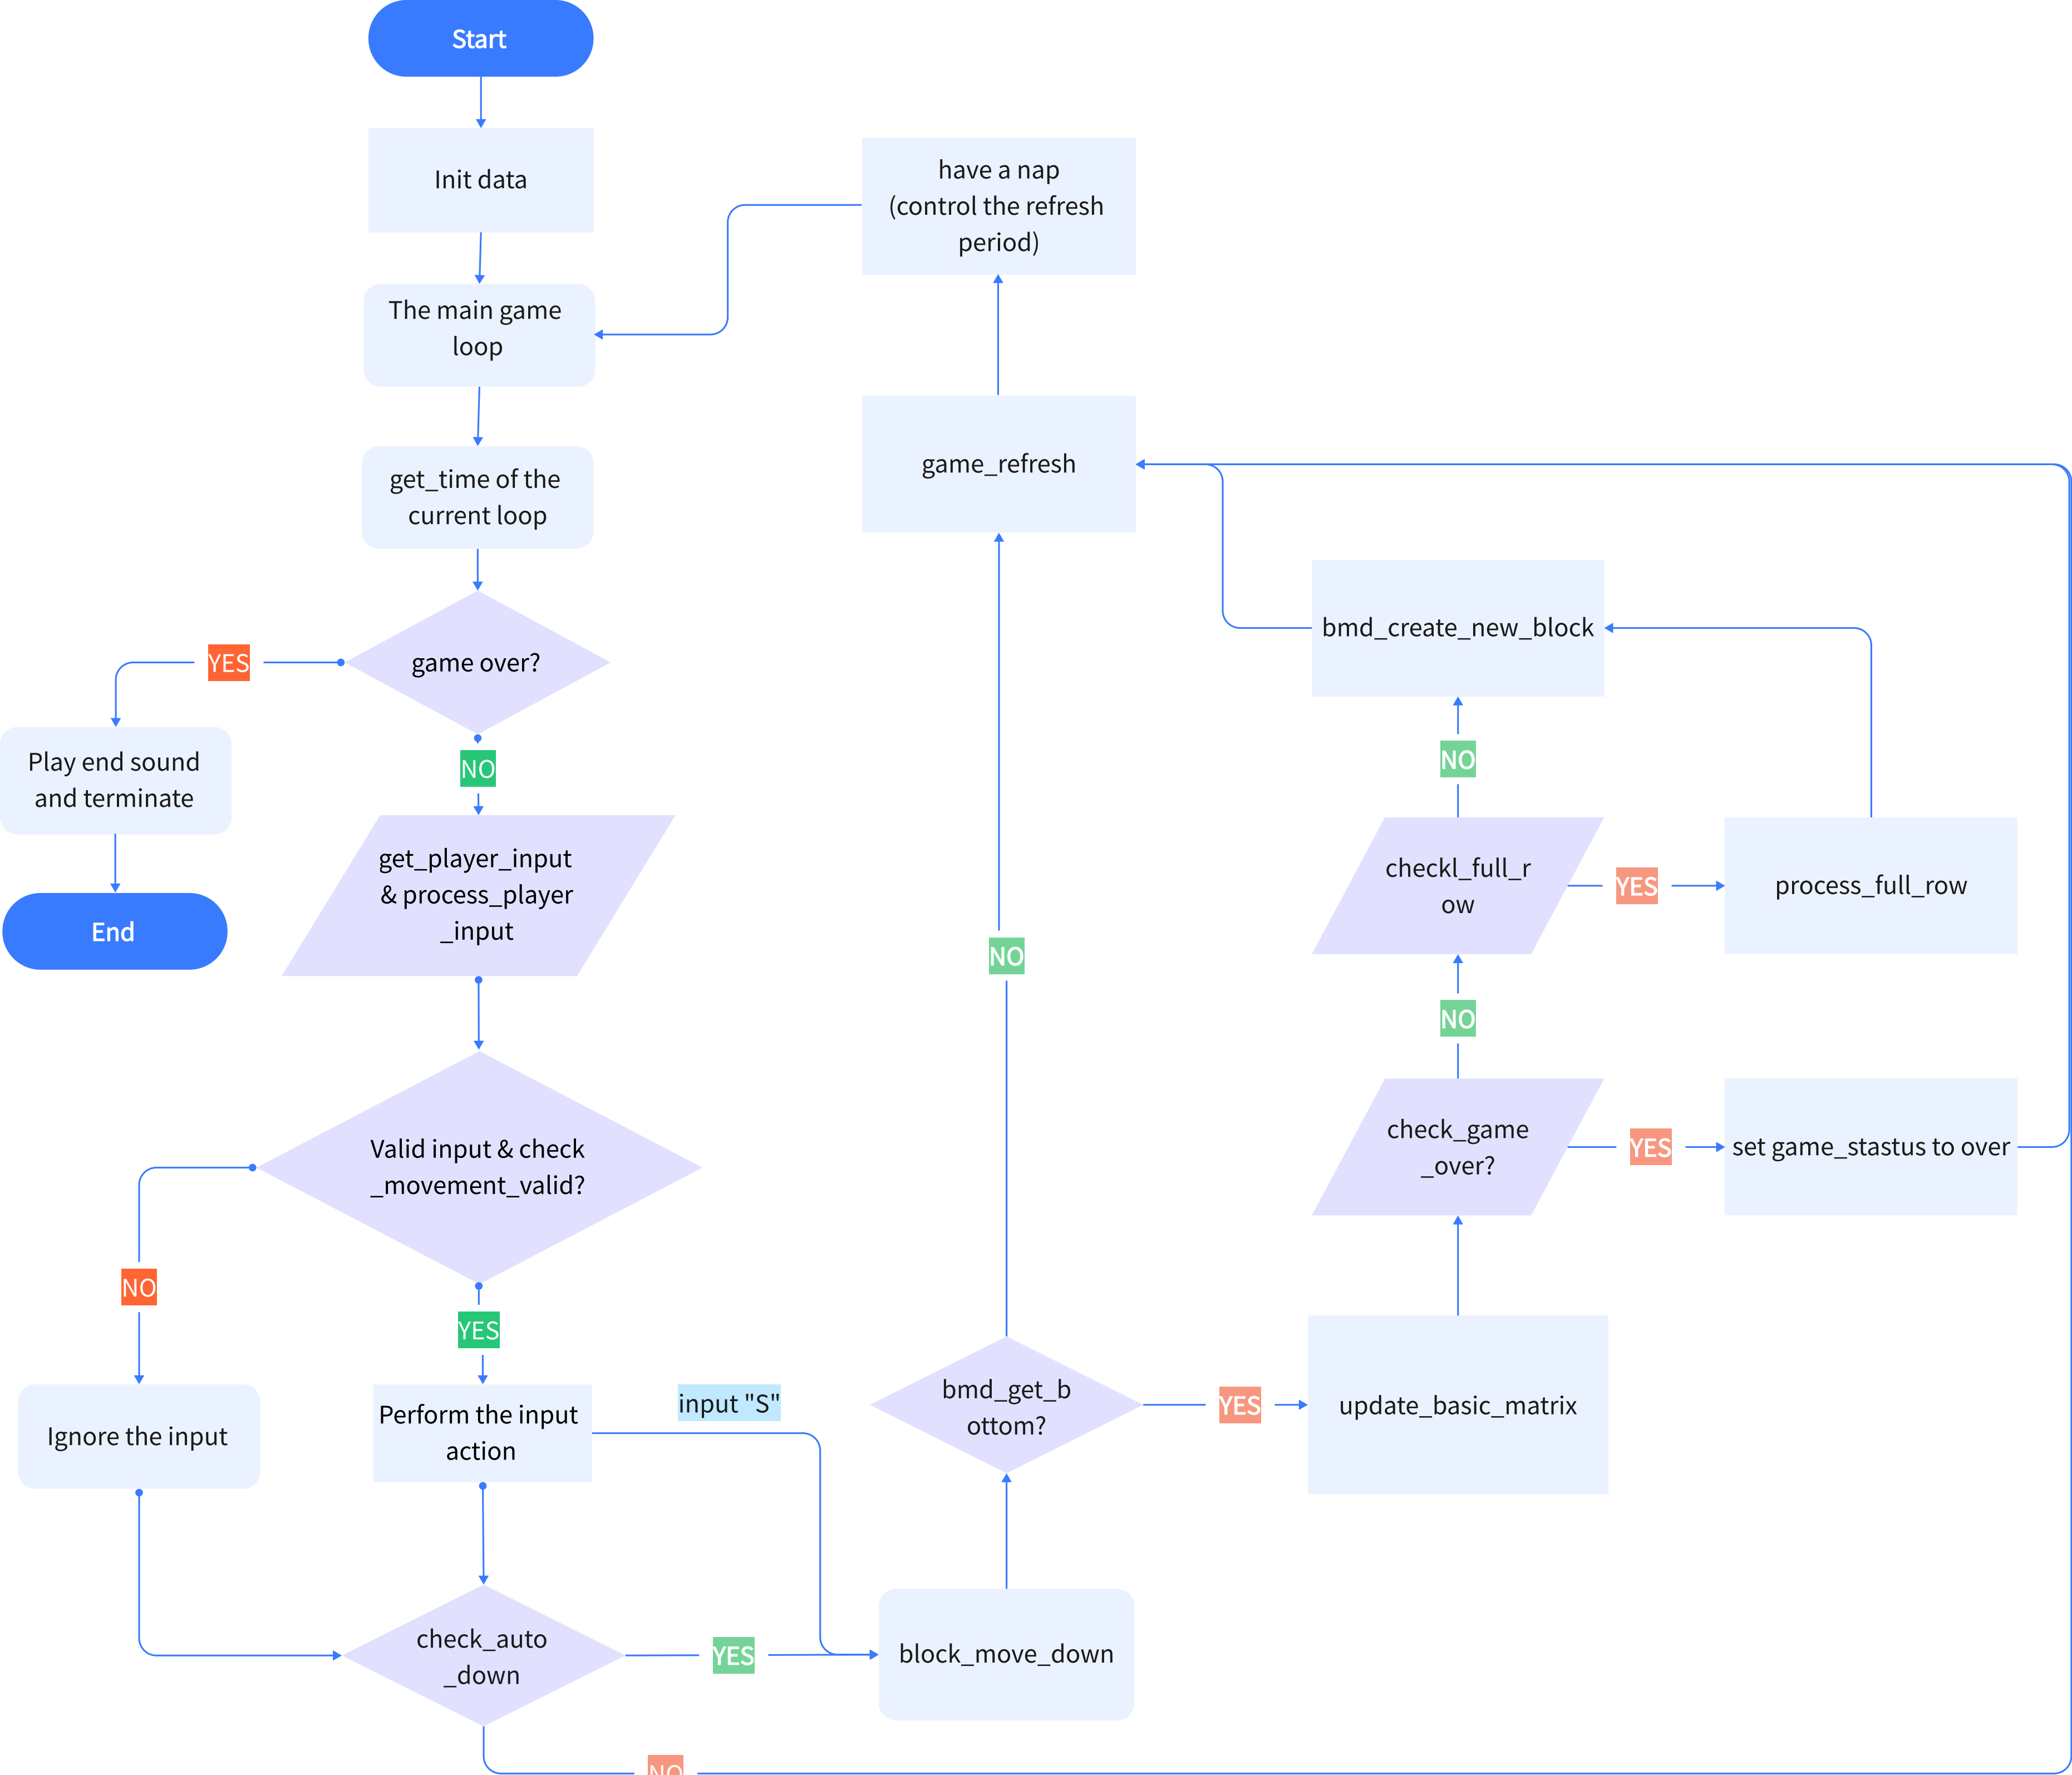 Start
Init data
The main game
loop
get_time of the
current loop
game over?
YES
NO
Play end sound
and terminate
End
get_player_input
& process_player
_input
Valid input & check
_movement_valid?
NO
YES
Ignore the input
Perform the input
action
input "S"
check_auto
_down
YES
NO
block_move_down
bmd_get_b
ottom?
NO
YES
update_basic_matrix
check_game
_over?
YES
set game_stastus to over
NO
checkl_full_r
ow
YES
process_full_row
NO
bmd_create_new_block
game_refresh
have a nap
(control the refresh
period)